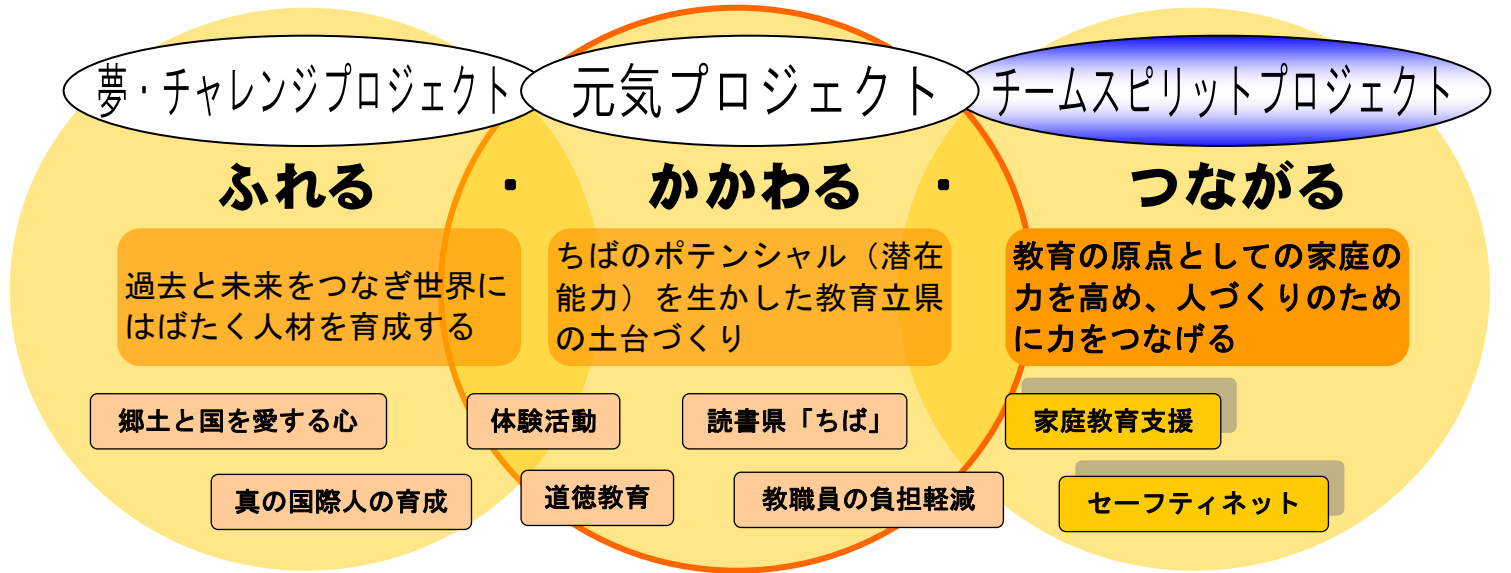 夢・チャレンジプロジェクト
元気プロジェクト
チームスピリットプロジェクト
ふれる ・ かかわる ・ つながる
過去と未来をつなぎ世界に
はばたく人材を育成する
ちばのポテンシャル（潜在
能力）を生かした教育立県
の土台づくり
教育の原点としての家庭の
力を高め、人づくりのため
に力をつなげる
郷土と国を愛する心
体験活動
読書県「ちば」
家庭教育支援
真の国際人の育成
道徳教育
教職員の負担軽減
セーフティネット